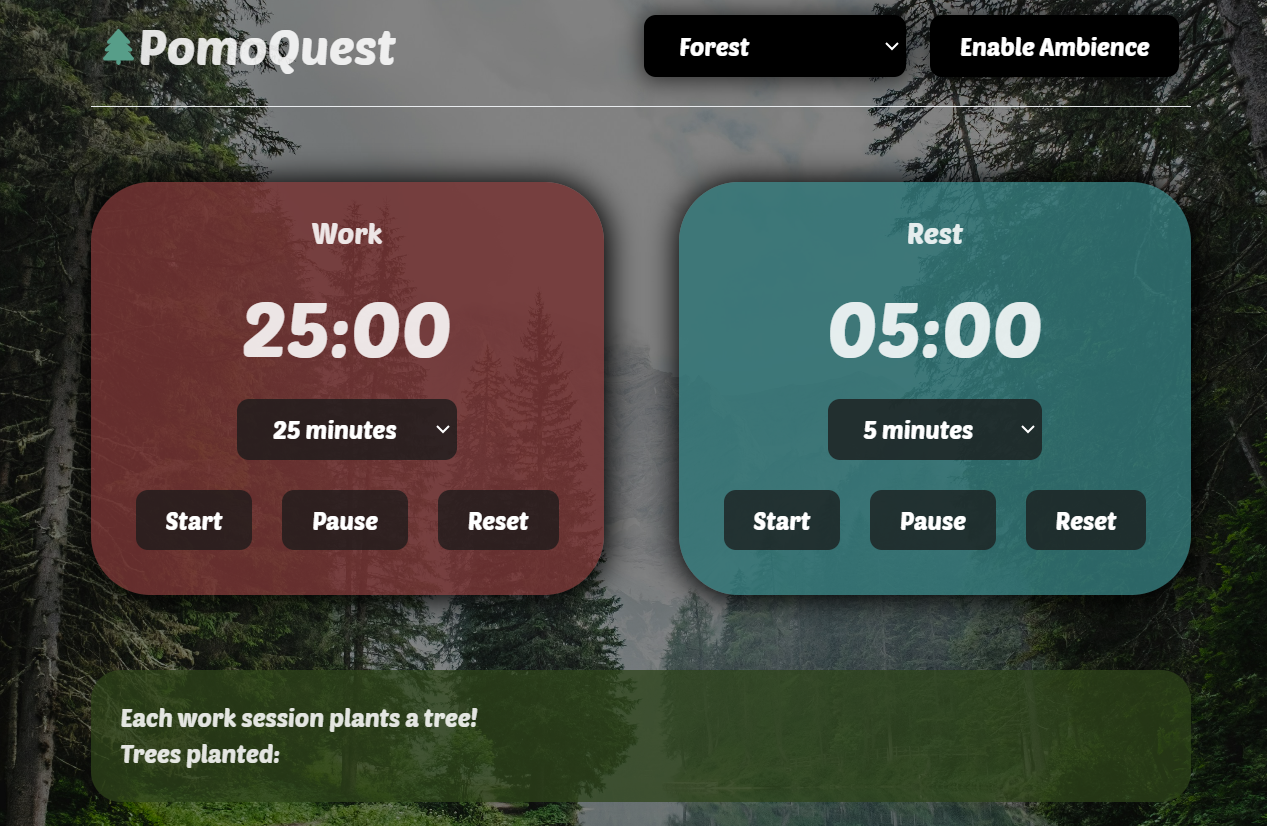 PomoQuest
Forest
Enable Ambience
Work
25:00
25 minutes
Start Pause Reset
Rest
05:00
5 minutes
Start Pause Reset
Each work session plants a tree!
Trees planted: